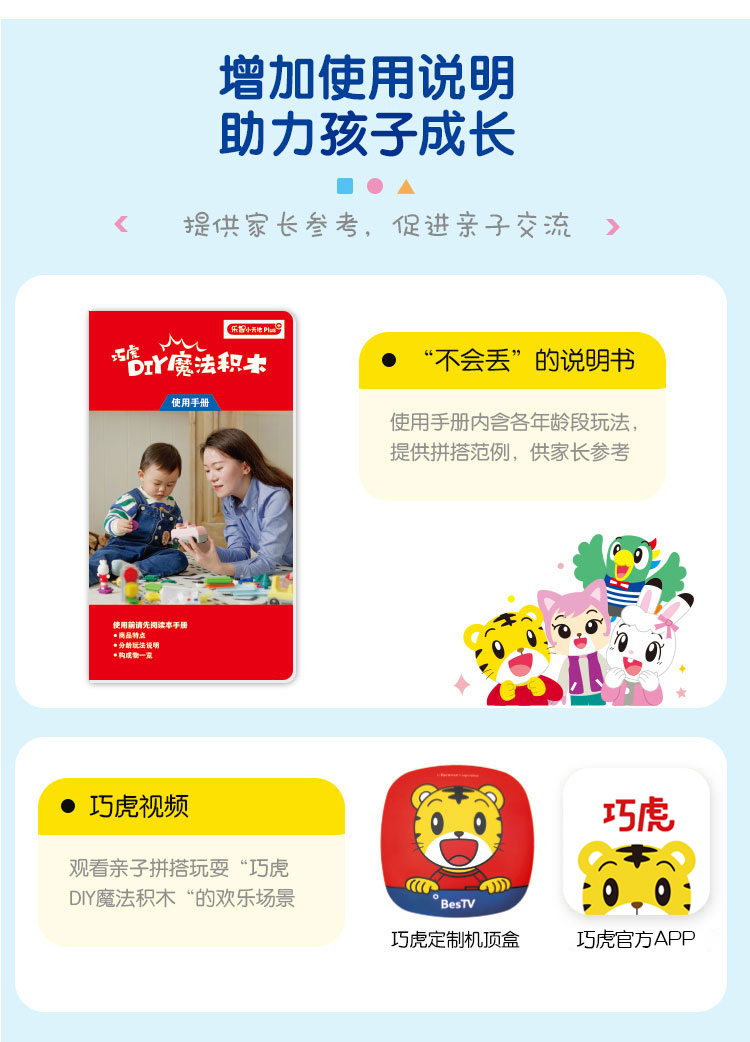 增加使用说明
助力孩子成长
提供家长参考，促进亲子交流
乐智小天地 Plus+
巧虎
DIY魔法积木
使用手册
使用前请先阅读本手册
●商品特点
●分龄玩法说明
●构成物一览
● “不会丢”的说明书
使用手册内含各年龄段玩法，
提供拼搭范例，供家长参考
● 巧虎视频
观看亲子拼搭玩耍“巧虎
DIY魔法积木“的欢乐场景
BesTV
巧虎定制机顶盒
巧虎
巧虎官方APP